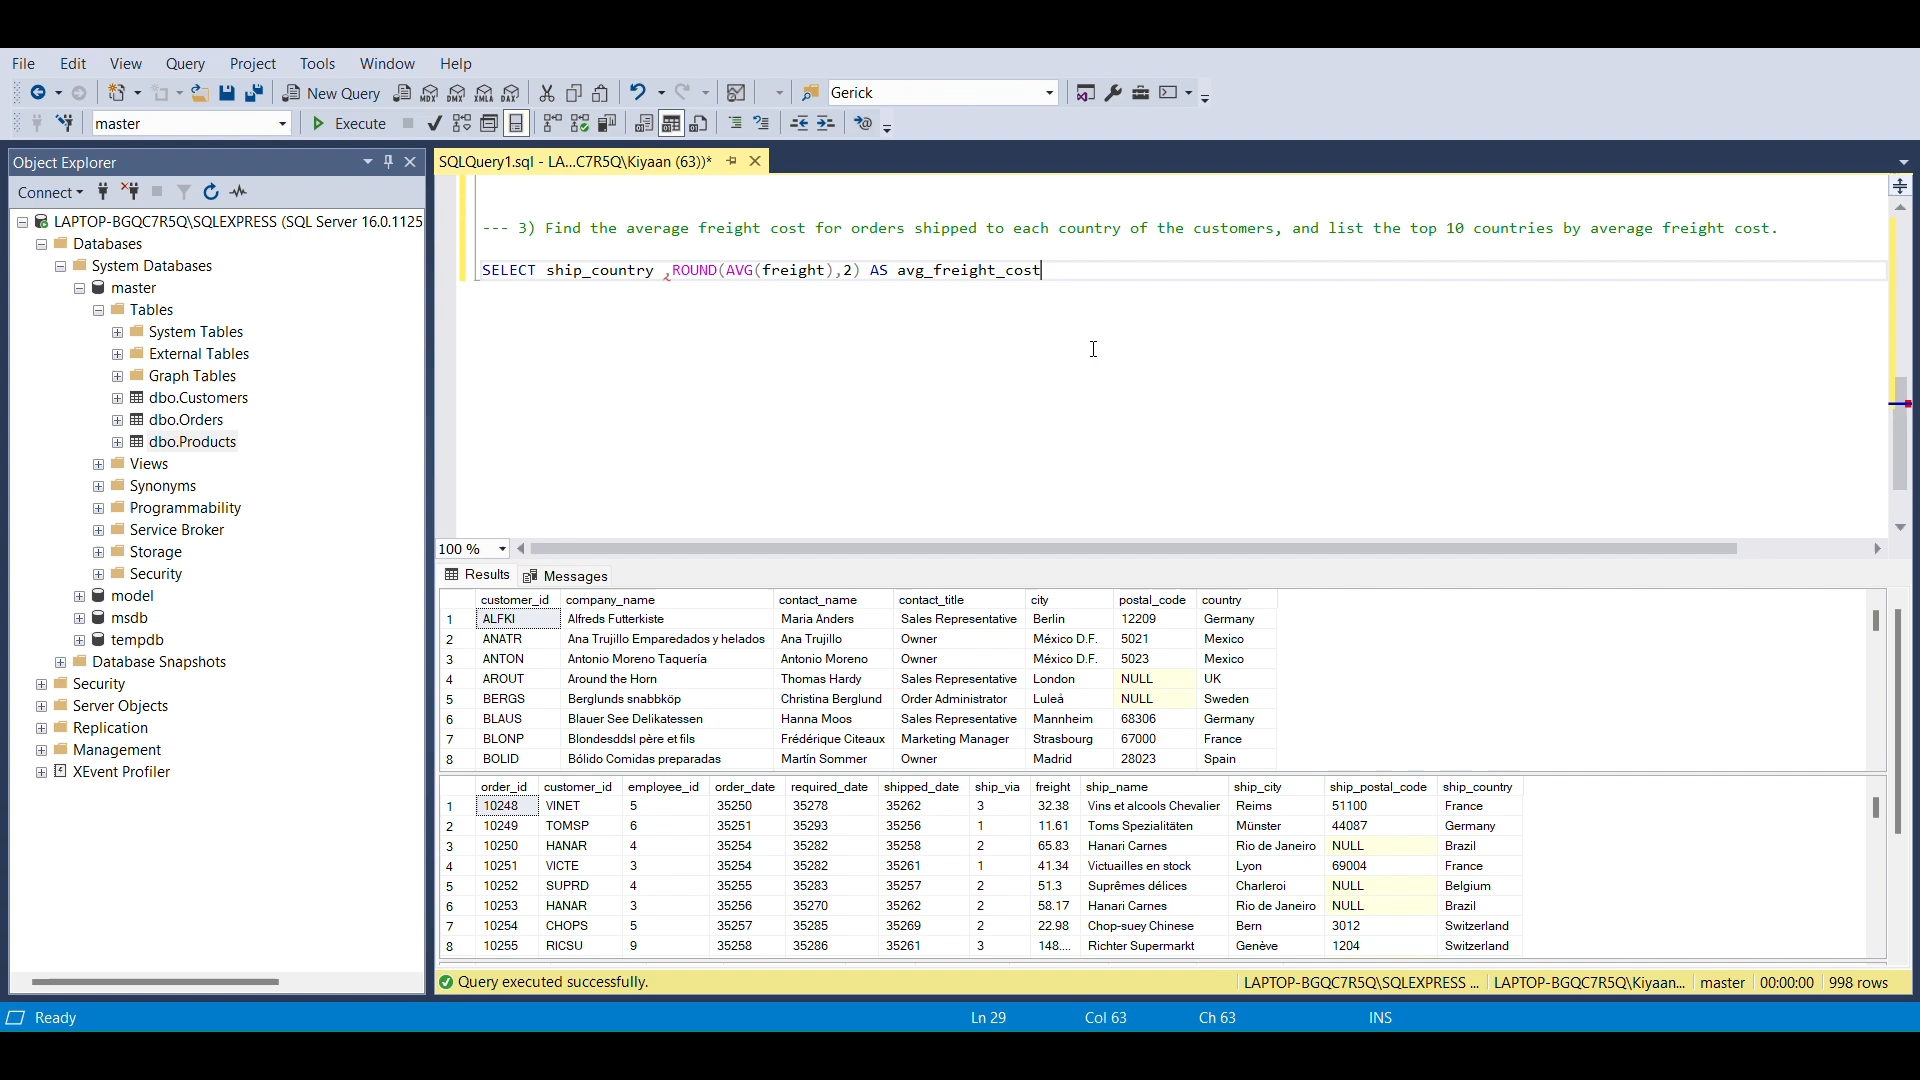 File Edit View Query Project Tools Window Help
New Query MDX DMX XMLA DAX Gerick
master Execute
Object Explorer
SQLQuery1.sql - LA...C7R5Q\Kiyaan (63))*
Connect
LAPTOP-BGQC7R5Q\SQLEXPRESS (SQL Server 16.0.1125
Databases
System Databases
master
Tables
System Tables
External Tables
Graph Tables
dbo.Customers
dbo.Orders
dbo.Products
Views
Synonyms
Programmability
Service Broker
Storage
Security
model
msdb
tempdb
Database Snapshots
Security
Server Objects
Replication
Management
XEvent Profiler
--- 3) Find the average freight cost for orders shipped to each country of the customers, and list the top 10 countries by average freight cost.
SELECT ship_country ,ROUND(AVG(freight),2) AS avg_freight_cost
100 %
Results Messages
customer_id company_name contact_name contact_title city postal_code country
1 ALFKI Alfreds Futterkiste Maria Anders Sales Representative Berlin 12209 Germany
2 ANATR Ana Trujillo Emparedados y helados Ana Trujillo Owner México D.F. 5021 Mexico
3 ANTON Antonio Moreno Taquería Antonio Moreno Owner México D.F. 5023 Mexico
4 AROUT Around the Horn Thomas Hardy Sales Representative London NULL UK
5 BERGS Berglunds snabbköp Christina Berglund Order Administrator Luleå NULL Sweden
6 BLAUS Blauer See Delikatessen Hanna Moos Sales Representative Mannheim 68306 Germany
7 BLONP Blondesddsl père et fils Frédérique Citeaux Marketing Manager Strasbourg 67000 France
8 BOLID Bólido Comidas preparadas Martín Sommer Owner Madrid 28023 Spain
order_id customer_id employee_id order_date required_date shipped_date ship_via freight ship_name ship_city ship_postal_code ship_country
1 10248 VINET 5 35250 35278 35262 3 32.38 Vins et alcools Chevalier Reims 51100 France
2 10249 TOMSP 6 35251 35293 35256 1 11.61 Toms Spezialitäten Münster 44087 Germany
3 10250 HANAR 4 35254 35282 35258 2 65.83 Hanari Carnes Rio de Janeiro NULL Brazil
4 10251 VICTE 3 35254 35282 35261 1 41.34 Victuailles en stock Lyon 69004 France
5 10252 SUPRD 4 35255 35283 35257 2 51.3 Suprêmes délices Charleroi NULL Belgium
6 10253 HANAR 3 35256 35270 35262 2 58.17 Hanari Carnes Rio de Janeiro NULL Brazil
7 10254 CHOPS 5 35257 35285 35269 2 22.98 Chop-suey Chinese Bern 3012 Switzerland
8 10255 RICSU 9 35258 35286 35261 3 148.... Richter Supermarkt Genève 1204 Switzerland
Query executed successfully. LAPTOP-BGQC7R5Q\SQLEXPRESS ... LAPTOP-BGQC7R5Q\Kiyaan... master 00:00:00 998 rows
Ready Ln 29 Col 63 Ch 63 INS